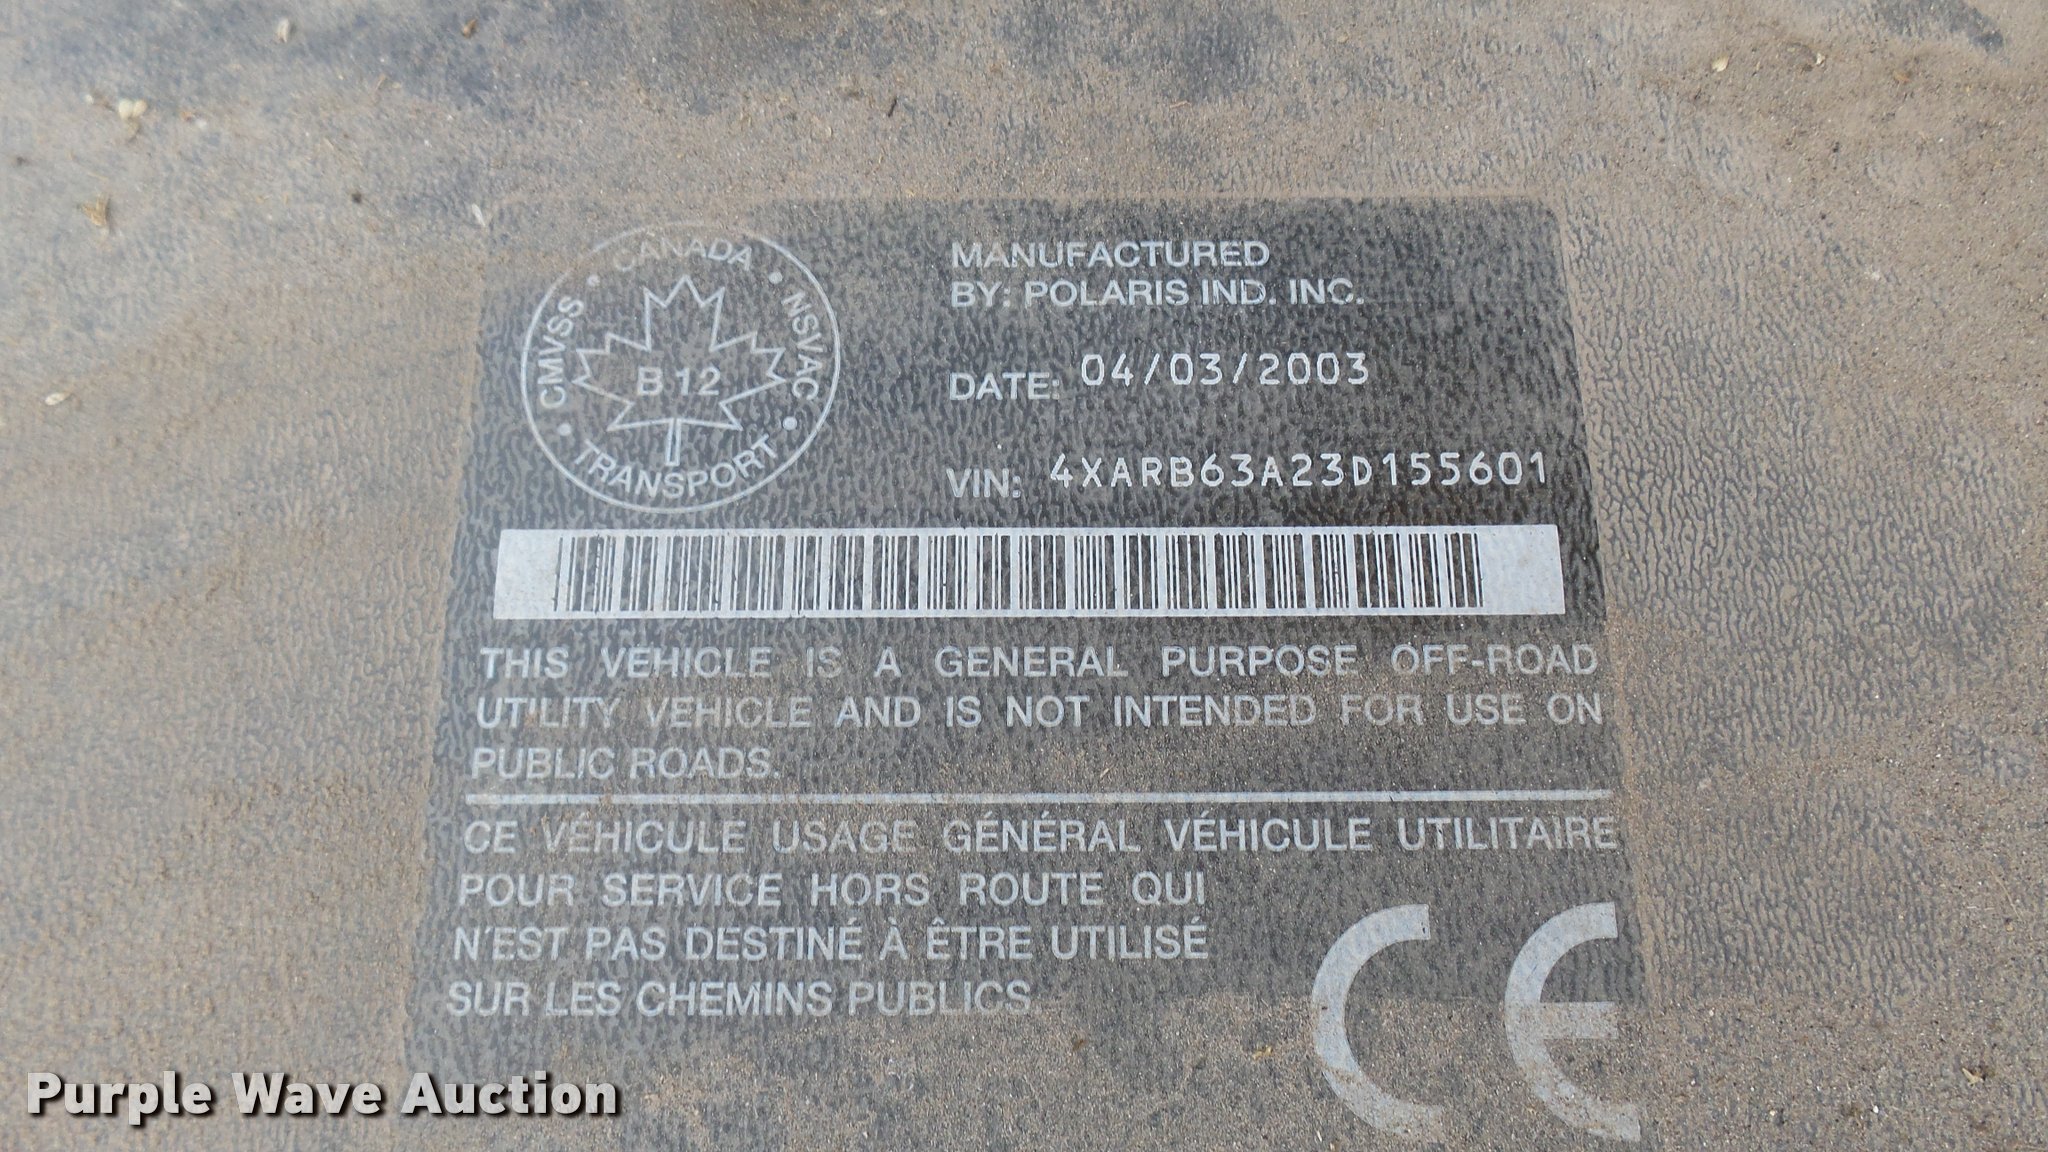 CANADA
CMVSS • NSVAC
B 12
TRANSPORT
MANUFACTURED
BY: POLARIS IND. INC.
DATE: 04/03/2003
VIN: 4XARB63A23D155601
THIS VEHICLE IS A GENERAL PURPOSE OFF-ROAD
UTILITY VEHICLE AND IS NOT INTENDED FOR USE ON
PUBLIC ROADS.
CE VÉHICULE USAGE GÉNÉRAL VÉHICULE UTILITAIRE
POUR SERVICE HORS ROUTE QUI
N'EST PAS DESTINÉ À ÊTRE UTILISÉ
SUR LES CHEMINS PUBLICS
CE
Purple Wave Auction